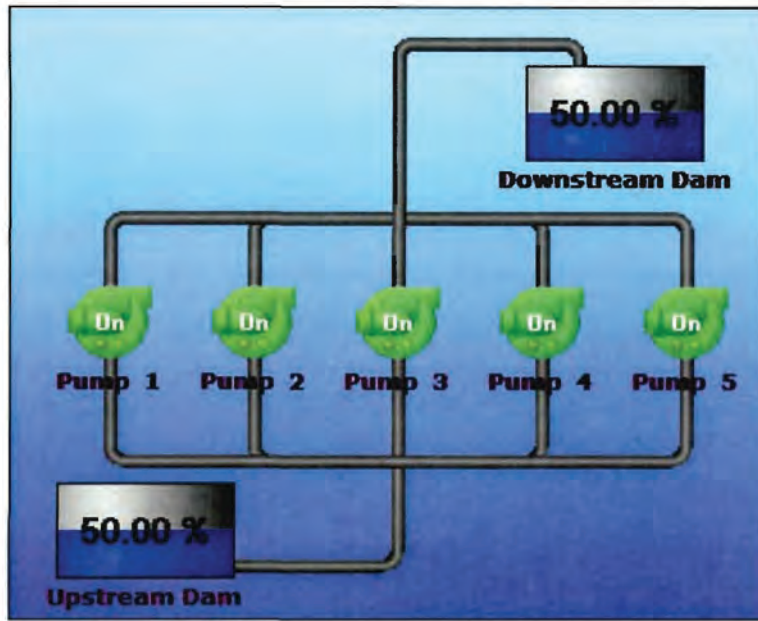 50.00 %
Downstream Dam
On On On On On
Pump 1 Pump 2 Pump 3 Pump 4 Pump 5
50.00 %
Upstream Dam